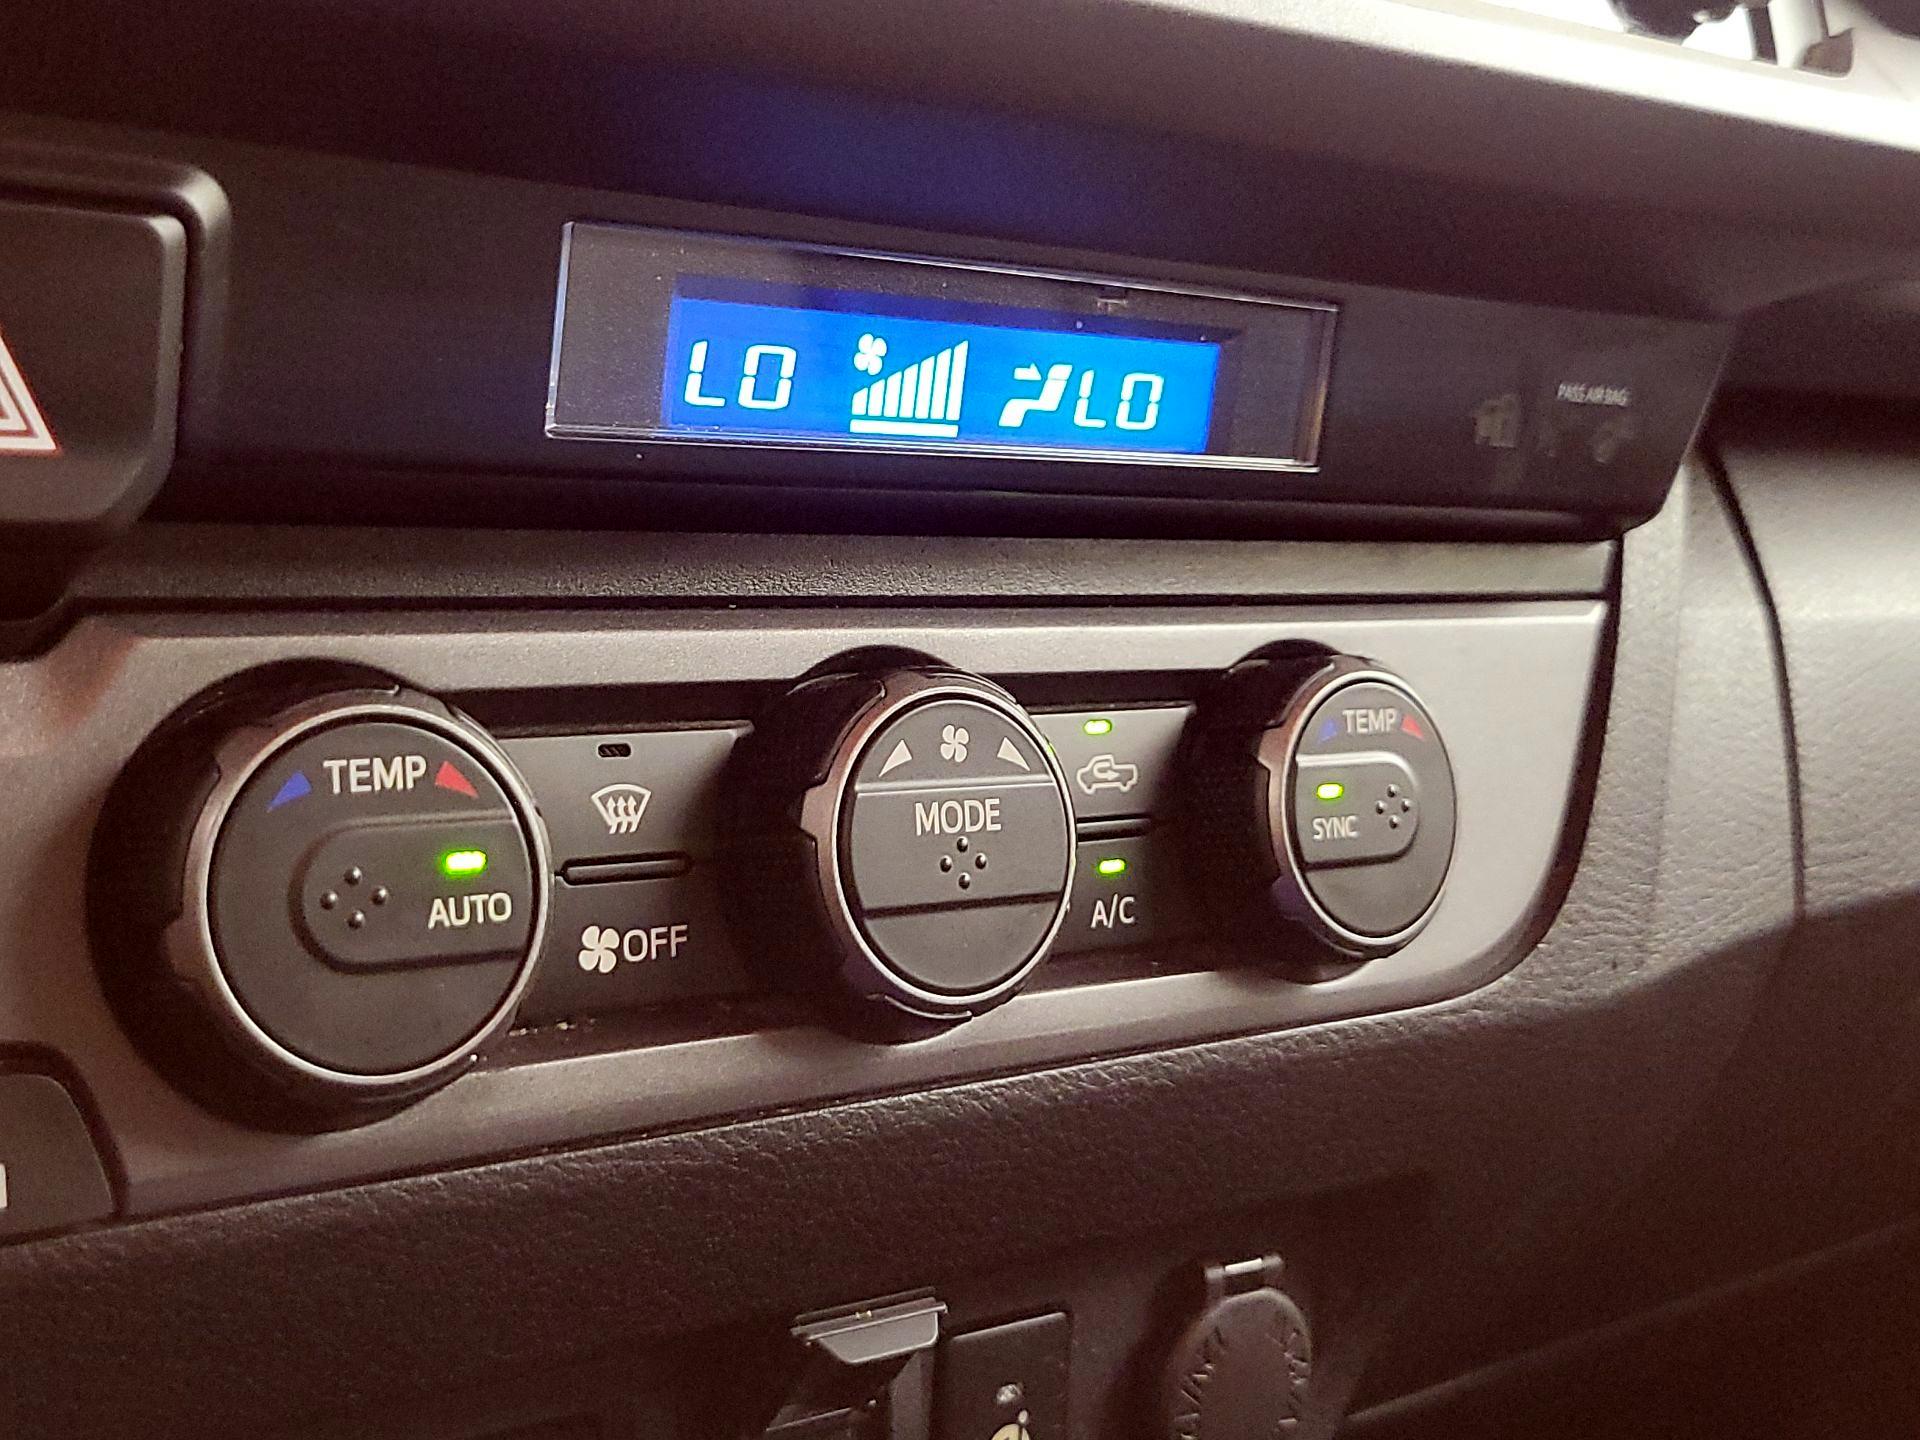 LO LO
PASS AIR BAG
TEMP
AUTO
OFF
MODE
A/C
TEMP
SYNC